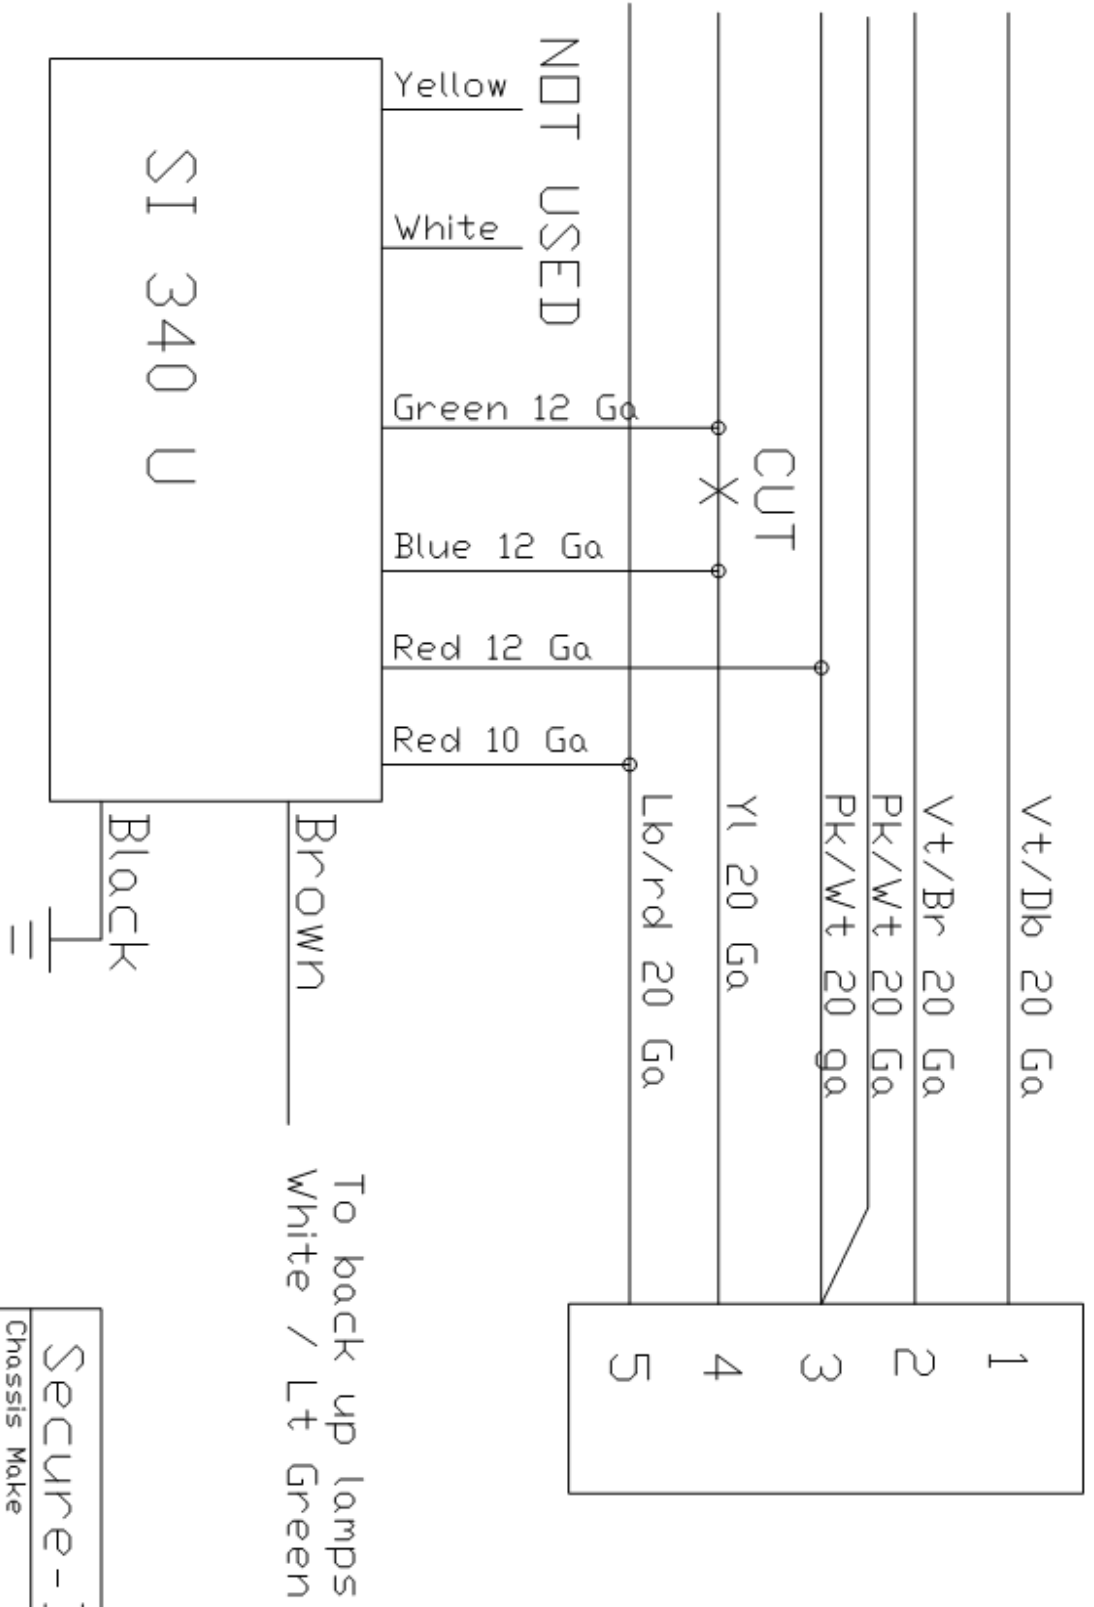 NOT USED
Yellow
White
SI 340 U
Green 12 Ga
CUT
Blue 12 Ga
Red 12 Ga
Red 10 Ga
Vt/Db 20 Ga
Vt/Br 20 Ga
Pk/Wt 20 Ga
Pk/Wt 20 ga
Yl 20 Ga
Lb/rd 20 Ga
Brown
Black
To back up lamps
White / Lt Green
1
2
3
4
5
Secure-
Chassis Make